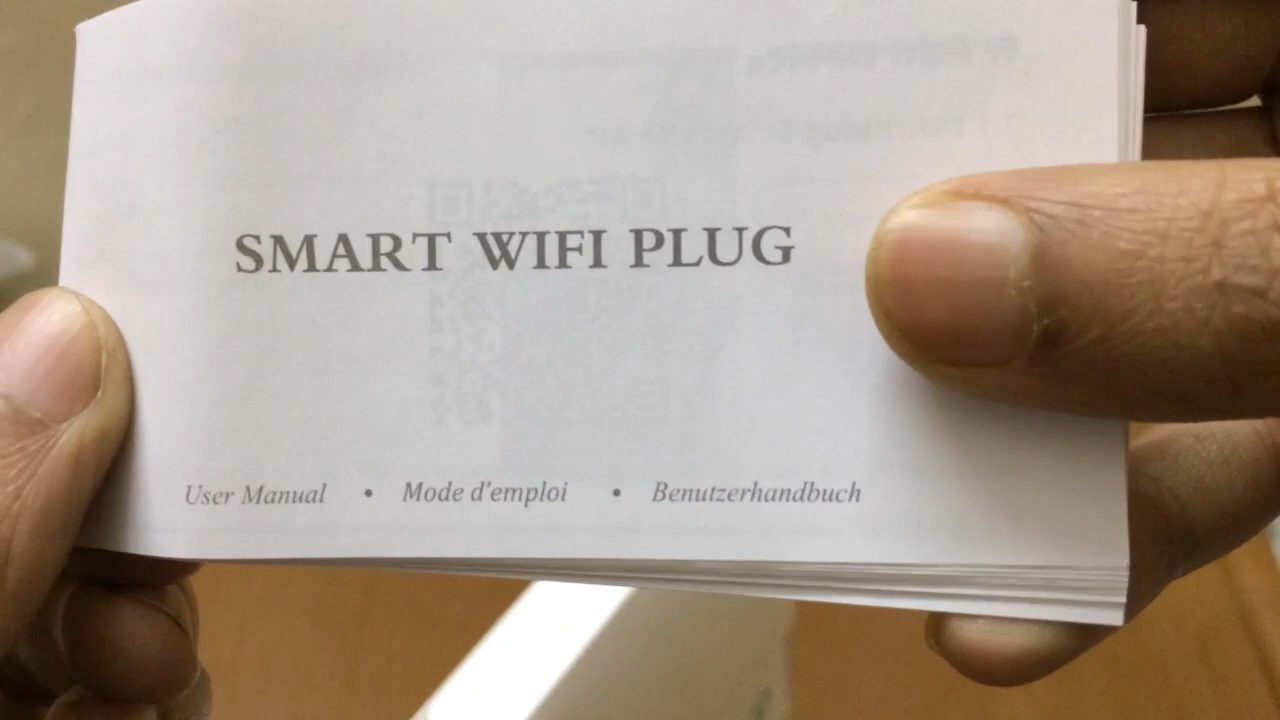 SMART WIFI PLUG
User Manual • Mode d'emploi • Benutzerhandbuch